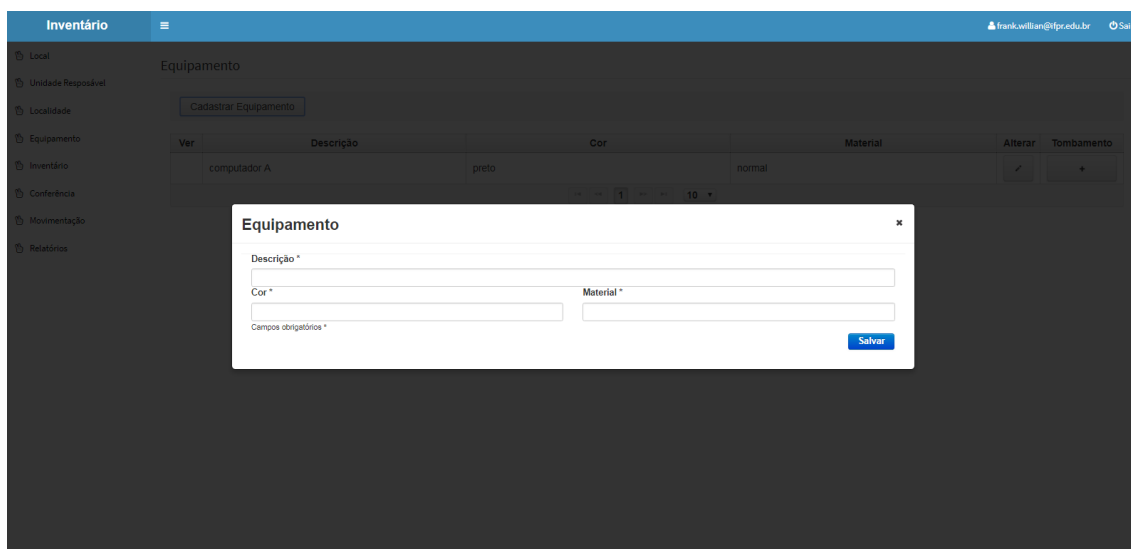 Inventário
frank.willian@ifpr.edu.br Sai
Local
Unidade Resposável
Localidade
Equipamento
Inventário
Conferência
Movimentação
Relatórios
Equipamento
Cadastrar Equipamento
Ver Descrição Cor Material Alterar Tombamento
computador A preto normal
1 10
Equipamento
Descrição *
Cor * Material *
Campos obrigatórios *
Salvar